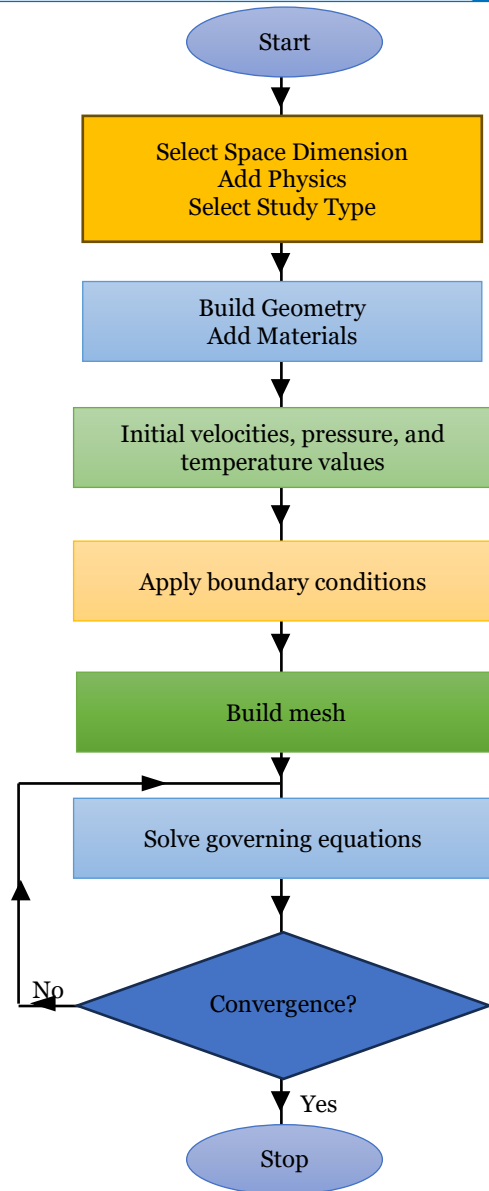 Start
Select Space Dimension
Add Physics
Select Study Type
Build Geometry
Add Materials
Initial velocities, pressure, and
temperature values
Apply boundary conditions
Build mesh
Solve governing equations
No
Convergence?
Yes
Stop